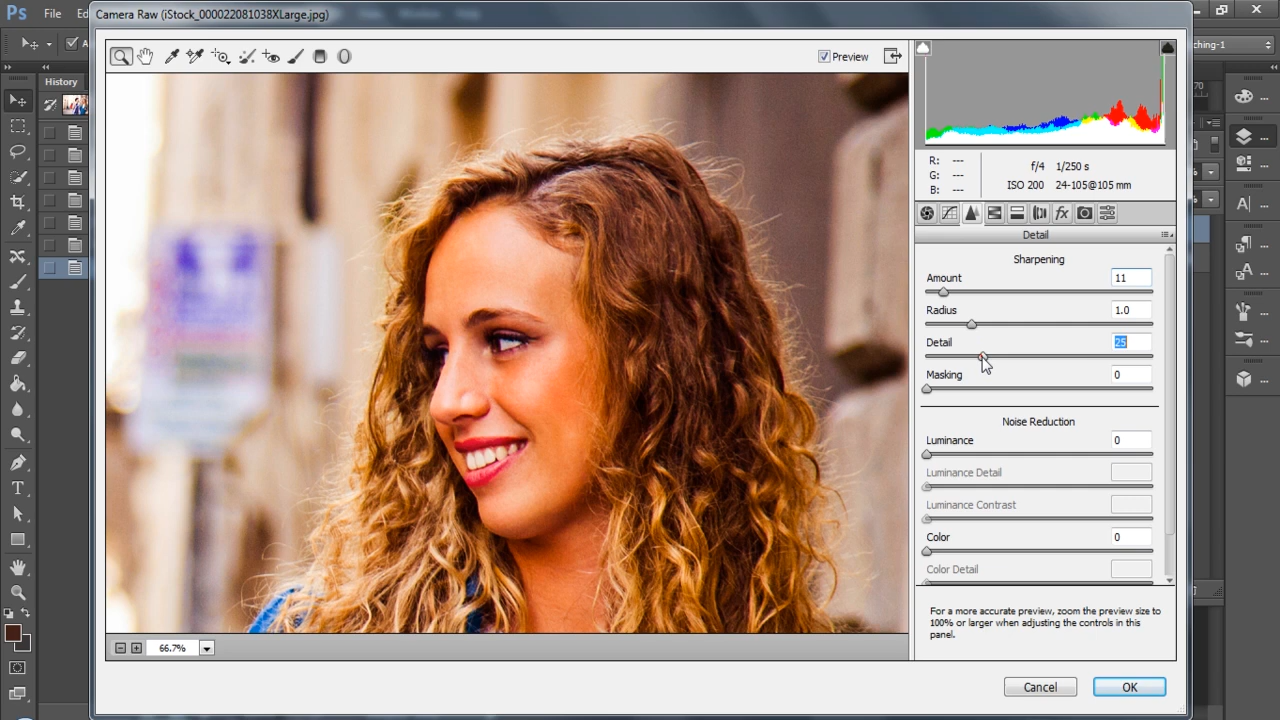 Ps File
Camera Raw (iStock_000022081038XLarge.jpg)
A
ching-1
History
Preview
R: ---
G: ---
B: ---
f/4 1/250 s
ISO 200 24-105@105 mm
fx
Detail
Sharpening
Amount 11
Radius 1.0
Detail 25
Masking 0
Noise Reduction
Luminance 0
Luminance Detail
Luminance Contrast
Color 0
Color Detail
For a more accurate preview, zoom the preview size to
100% or larger when adjusting the controls in this
panel.
66.7%
Cancel OK